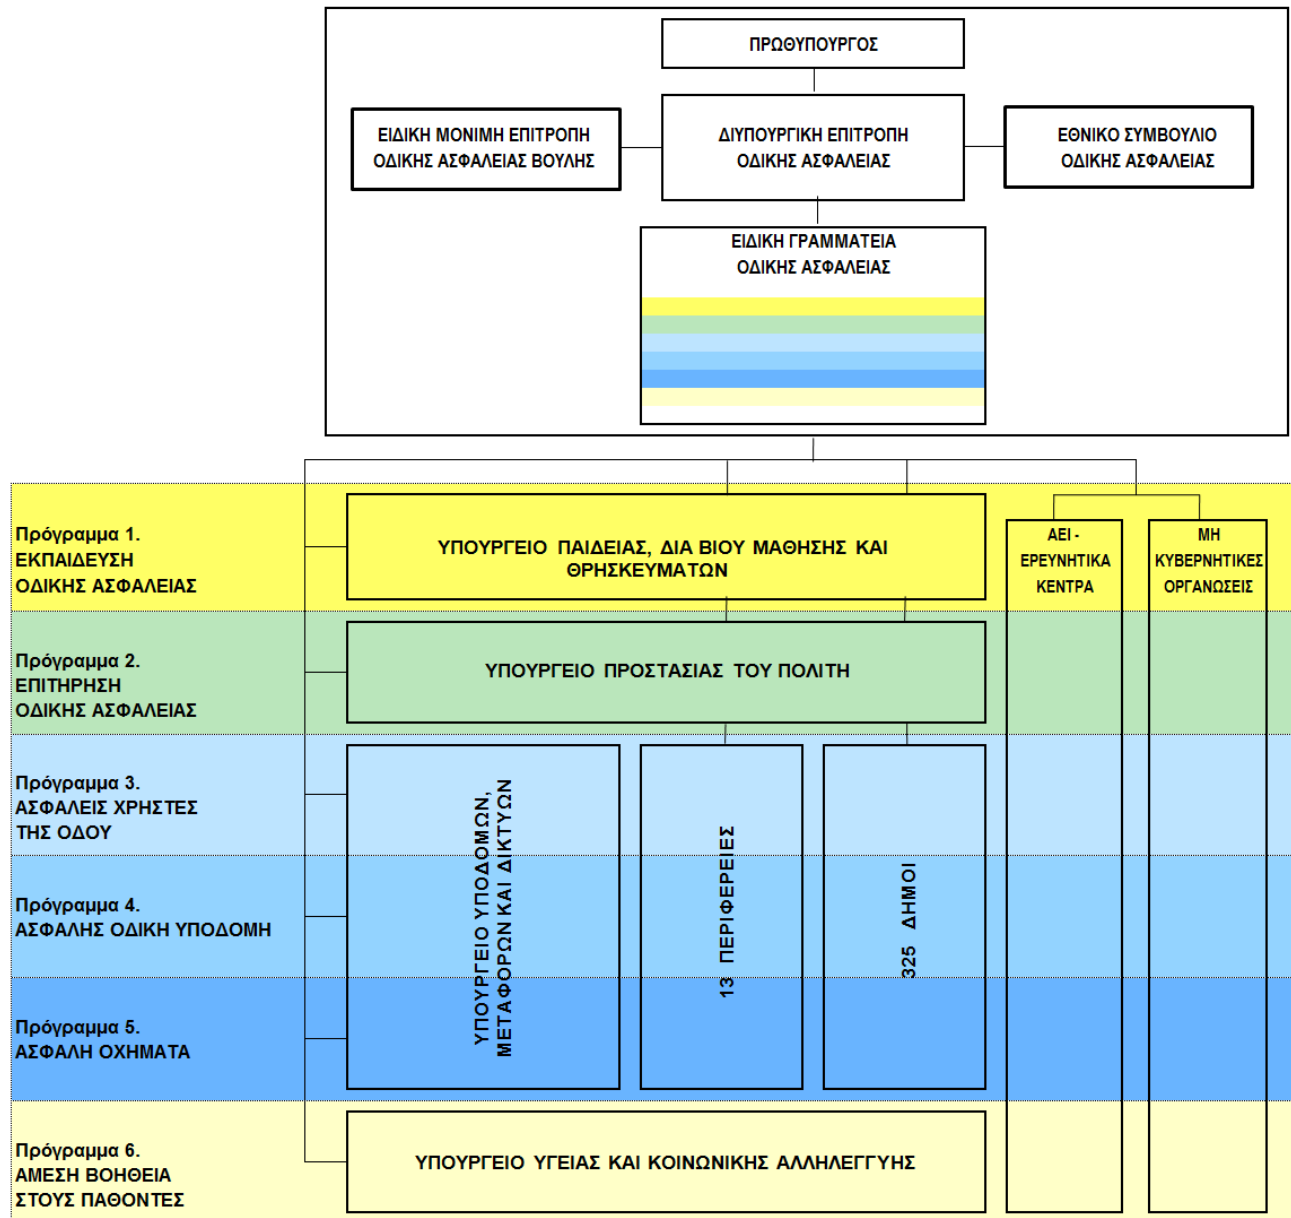 ΠΡΩΘΥΠΟΥΡΓΟΣ
ΕΙΔΙΚΗ ΜΟΝΙΜΗ ΕΠΙΤΡΟΠΗ
ΟΔΙΚΗΣ ΑΣΦΑΛΕΙΑΣ ΒΟΥΛΗΣ
ΔΙΥΠΟΥΡΓΙΚΗ ΕΠΙΤΡΟΠΗ
ΟΔΙΚΗΣ ΑΣΦΑΛΕΙΑΣ
ΕΘΝΙΚΟ ΣΥΜΒΟΥΛΙΟ
ΟΔΙΚΗΣ ΑΣΦΑΛΕΙΑΣ
ΕΙΔΙΚΗ ΓΡΑΜΜΑΤΕΙΑ
ΟΔΙΚΗΣ ΑΣΦΑΛΕΙΑΣ
Πρόγραμμα 1.
ΕΚΠΑΙΔΕΥΣΗ
ΟΔΙΚΗΣ ΑΣΦΑΛΕΙΑΣ
ΥΠΟΥΡΓΕΙΟ ΠΑΙΔΕΙΑΣ, ΔΙΑ ΒΙΟΥ ΜΑΘΗΣΗΣ ΚΑΙ
ΘΡΗΣΚΕΥΜΑΤΩΝ
ΑΕΙ -
ΕΡΕΥΝΗΤΙΚΑ
ΚΕΝΤΡΑ
ΜΗ
ΚΥΒΕΡΝΗΤΙΚΕΣ
ΟΡΓΑΝΩΣΕΙΣ
Πρόγραμμα 2.
ΕΠΙΤΗΡΗΣΗ
ΟΔΙΚΗΣ ΑΣΦΑΛΕΙΑΣ
ΥΠΟΥΡΓΕΙΟ ΠΡΟΣΤΑΣΙΑΣ ΤΟΥ ΠΟΛΙΤΗ
Πρόγραμμα 3.
ΑΣΦΑΛΕΙΣ ΧΡΗΣΤΕΣ
ΤΗΣ ΟΔΟΥ
Πρόγραμμα 4.
ΑΣΦΑΛΗΣ ΟΔΙΚΗ ΥΠΟΔΟΜΗ
Πρόγραμμα 5.
ΑΣΦΑΛΗ ΟΧΗΜΑΤΑ
ΥΠΟΥΡΓΕΙΟ ΥΠΟΔΟΜΩΝ,
ΜΕΤΑΦΟΡΩΝ ΚΑΙ ΔΙΚΤΥΩΝ
13 ΠΕΡΙΦΕΡΕΙΕΣ
325 ΔΗΜΟΙ
Πρόγραμμα 6.
ΑΜΕΣΗ ΒΟΗΘΕΙΑ
ΣΤΟΥΣ ΠΑΘΟΝΤΕΣ
ΥΠΟΥΡΓΕΙΟ ΥΓΕΙΑΣ ΚΑΙ ΚΟΙΝΩΝΙΚΗΣ ΑΛΛΗΛΕΓΓΥΗΣ